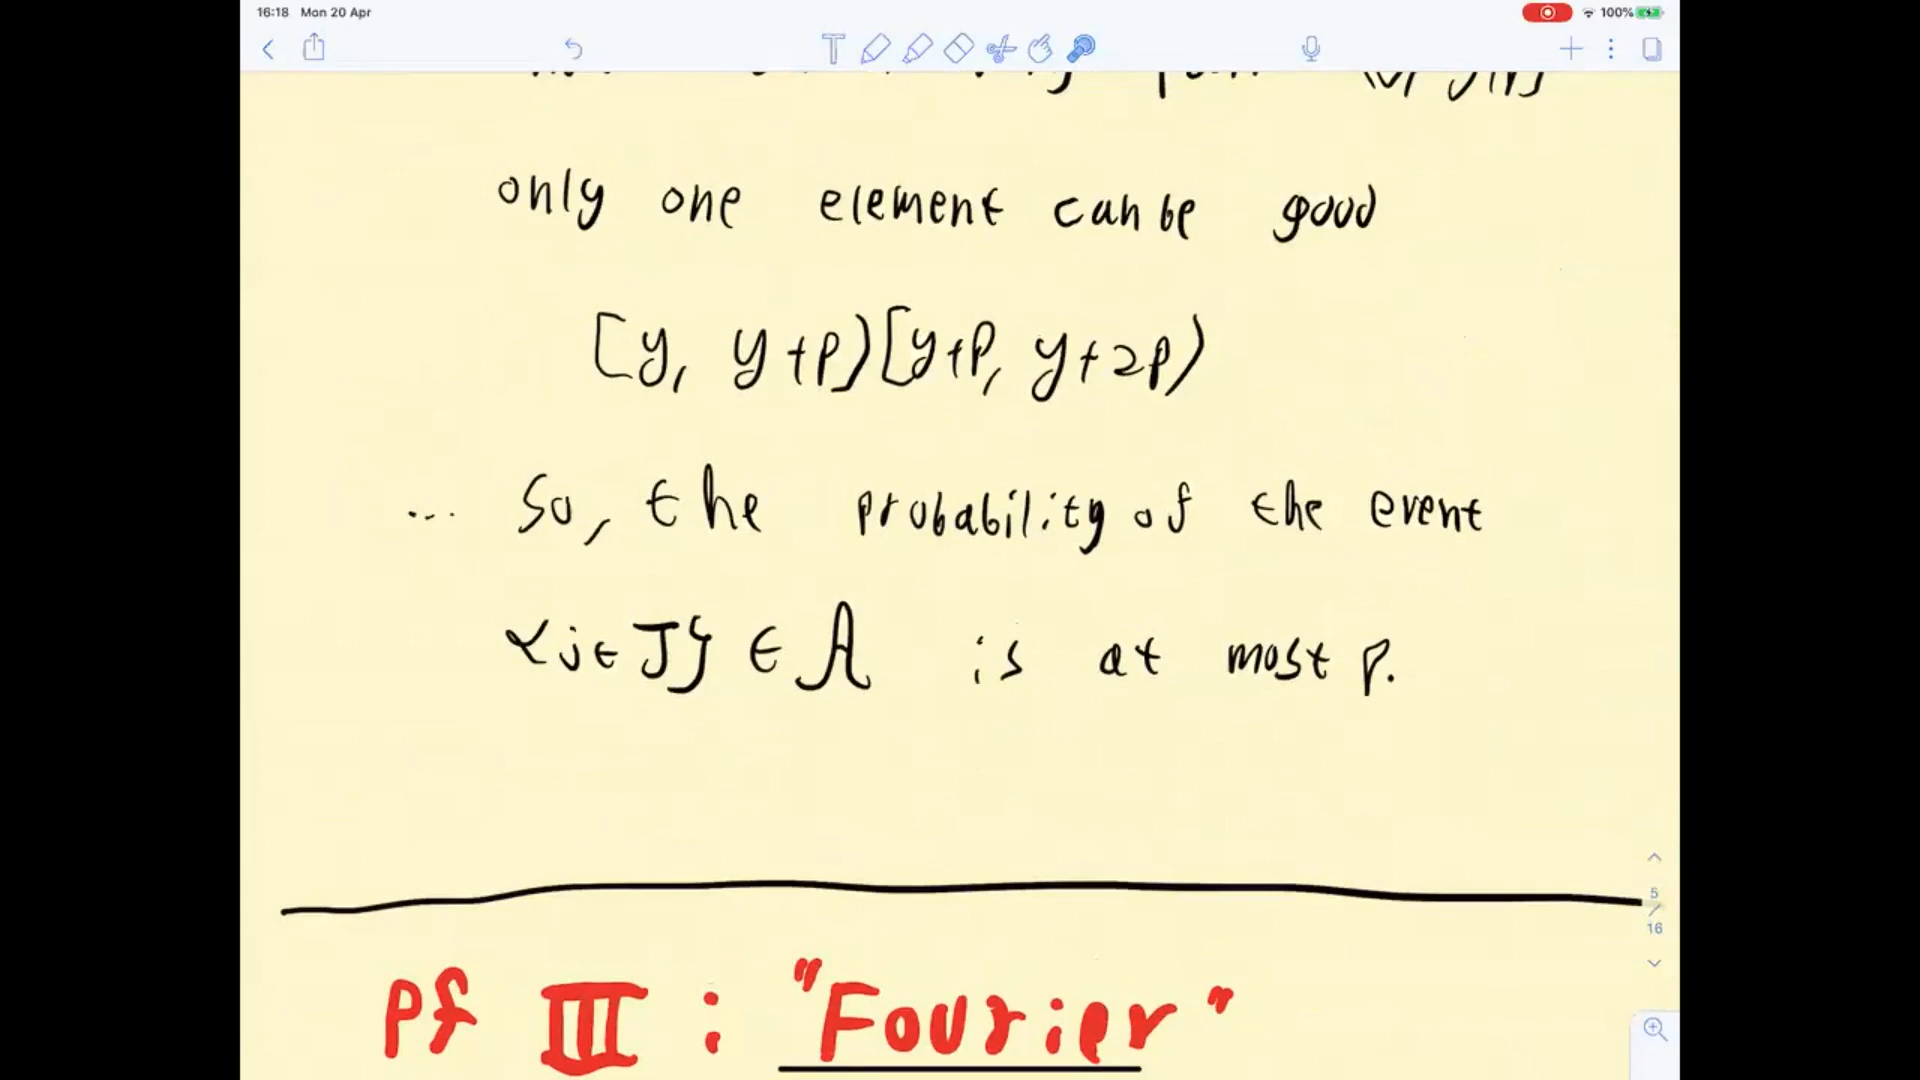 16:18 Mon 20 Apr
100%
only one element can be good
[y, y+p)[y+p, y+2p)
... So, the probability of the event
{j∈J} ∈ A is at most p.
5
/
16
pf III : "Fourier"